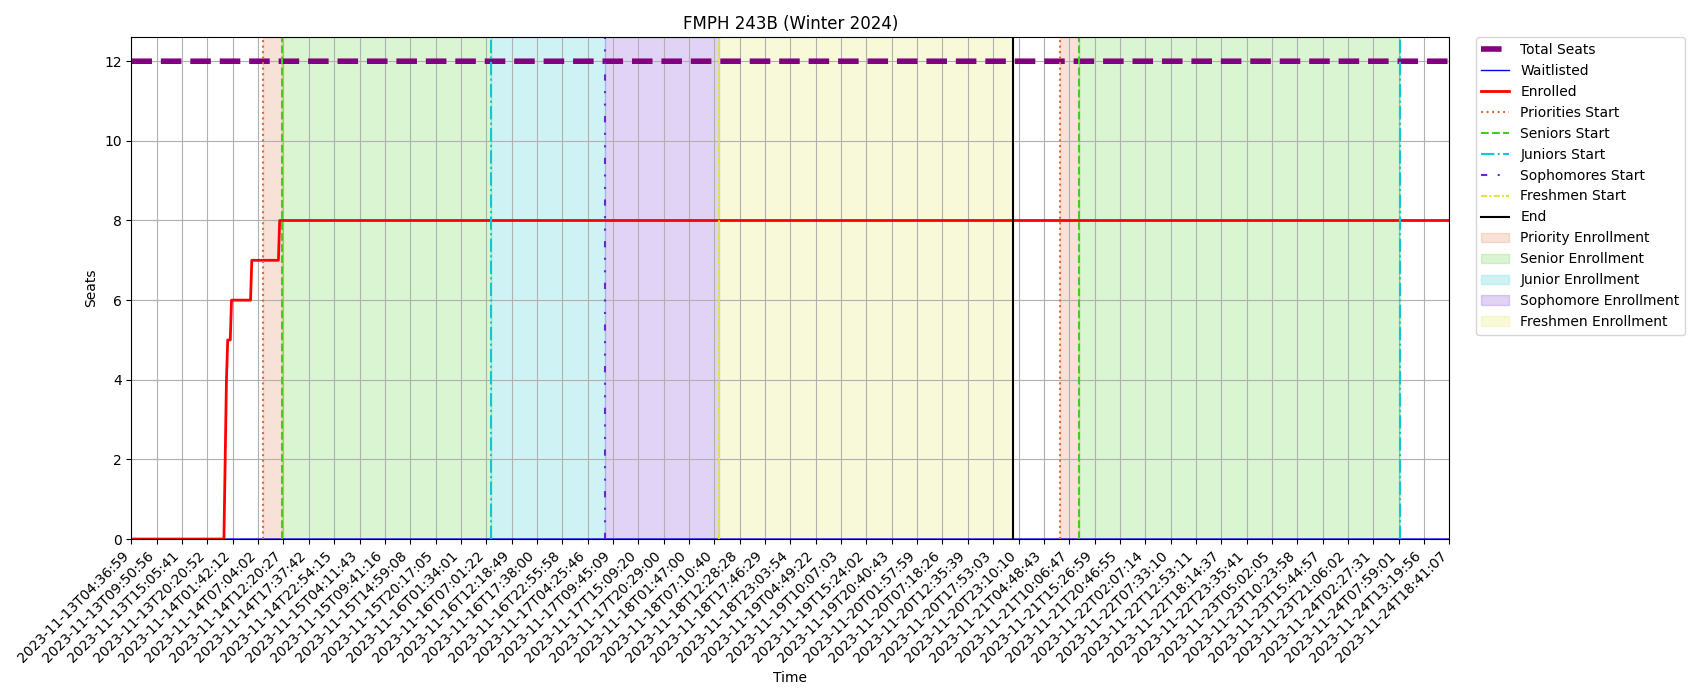 FMPH 243B (Winter 2024)
12
10
8
6
4
2
0
Seats
2023-11-13T04:36:59
2023-11-13T09:50:56
2023-11-13T15:05:41
2023-11-13T20:20:52
2023-11-14T01:42:12
2023-11-14T07:04:02
2023-11-14T12:20:27
2023-11-14T17:37:42
2023-11-14T22:54:15
2023-11-15T04:11:43
2023-11-15T09:41:16
2023-11-15T14:59:08
2023-11-15T20:17:05
2023-11-16T01:34:01
2023-11-16T07:01:22
2023-11-16T12:18:49
2023-11-16T17:38:00
2023-11-16T22:55:58
2023-11-17T04:25:46
2023-11-17T09:45:09
2023-11-17T15:09:20
2023-11-17T20:29:00
2023-11-18T01:47:00
2023-11-18T07:10:40
2023-11-18T12:28:28
2023-11-18T17:46:29
2023-11-18T23:03:54
2023-11-19T04:49:22
2023-11-19T10:07:03
2023-11-19T15:24:02
2023-11-19T20:40:43
2023-11-20T01:57:59
2023-11-20T07:18:26
2023-11-20T12:35:39
2023-11-20T17:53:03
2023-11-20T23:10:10
2023-11-21T04:48:43
2023-11-21T10:06:47
2023-11-21T15:26:59
2023-11-21T20:46:55
2023-11-22T02:07:14
2023-11-22T07:33:10
2023-11-22T12:53:11
2023-11-22T18:14:37
2023-11-22T23:35:41
2023-11-23T05:02:05
2023-11-23T10:23:58
2023-11-23T15:44:57
2023-11-23T21:06:02
2023-11-24T02:27:31
2023-11-24T07:59:01
2023-11-24T13:19:56
2023-11-24T18:41:07
Time
Total Seats
Waitlisted
Enrolled
Priorities Start
Seniors Start
Juniors Start
Sophomores Start
Freshmen Start
End
Priority Enrollment
Senior Enrollment
Junior Enrollment
Sophomore Enrollment
Freshmen Enrollment